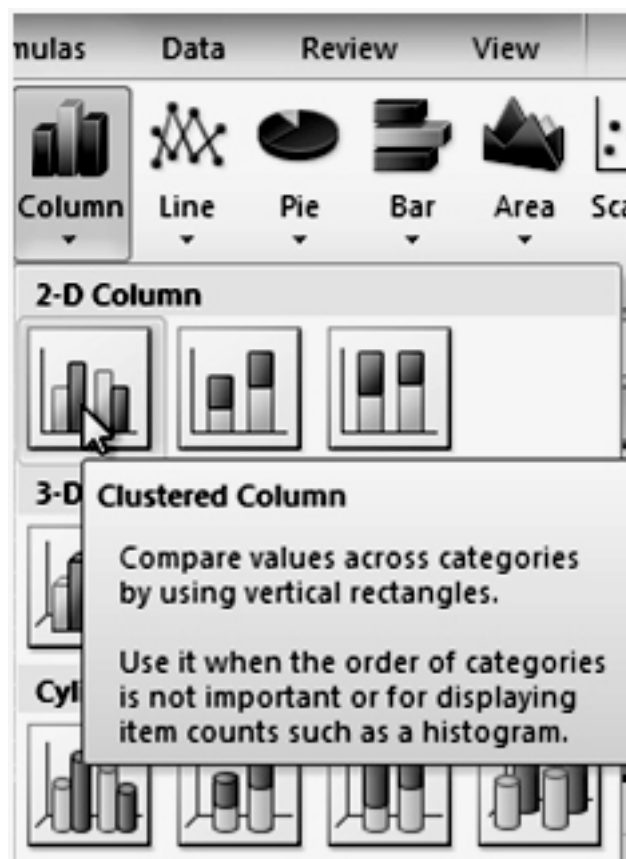 mulas Data Review View
Column Line Pie Bar Area Sca
2-D Column
3-D
Clustered Column
Compare values across categories
by using vertical rectangles.
Use it when the order of categories
is not important or for displaying
item counts such as a histogram.
Cyli